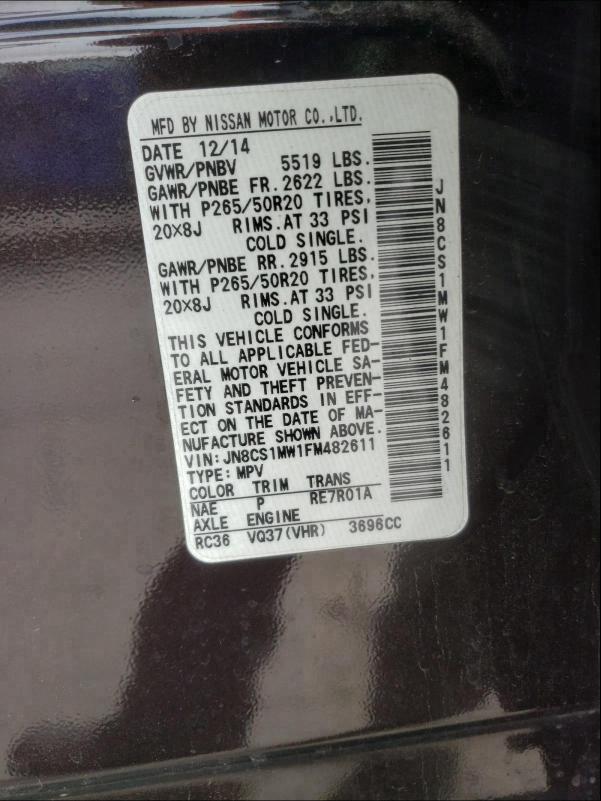 MFD BY NISSAN MOTOR CO.,LTD.
DATE 12/14
GVWR/PNBV 5519 LBS.
GAWR/PNBE FR.2622 LBS.
WITH P265/50R20 TIRES,
20X8J RIMS.AT 33 PSI
COLD SINGLE.
GAWR/PNBE RR.2915 LBS.
WITH P265/50R20 TIRES,
20X8J RIMS.AT 33 PSI
COLD SINGLE.
THIS VEHICLE CONFORMS
TO ALL APPLICABLE FED-
ERAL MOTOR VEHICLE SA-
FETY AND THEFT PREVEN-
TION STANDARDS IN EFF-
ECT ON THE DATE OF MA-
NUFACTURE SHOWN ABOVE.
VIN: JN8CS1MW1FM482611
TYPE: MPV
COLOR TRIM TRANS
NAE P RE7R01A
AXLE ENGINE
RC36 VQ37(VHR) 3696CC
JN8CS1MW1FM482611